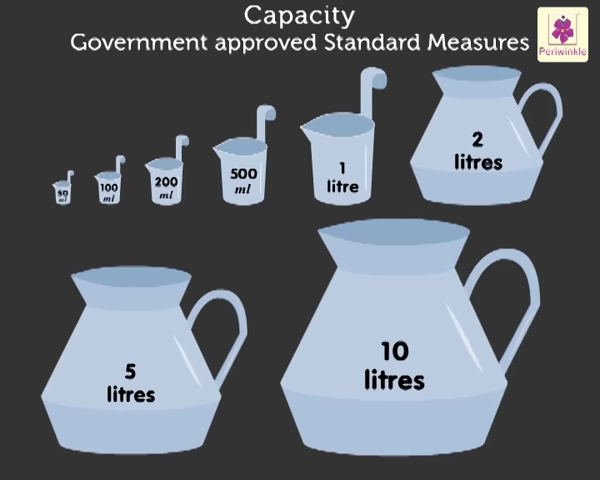 Capacity
Government approved Standard Measures
Periwinkle
50
ml
100
ml
200
ml
500
ml
1
litre
2
litres
5
litres
10
litres